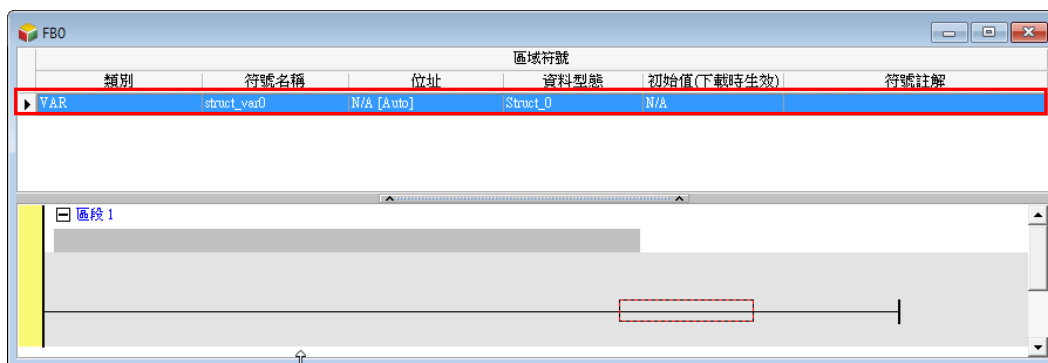 FB0
區域符號
類別 符號名稱 位址 資料型態 初始值(下載時生效) 符號註解
VAR struct_var0 N/A [Auto] Struct_0 N/A
區段 1